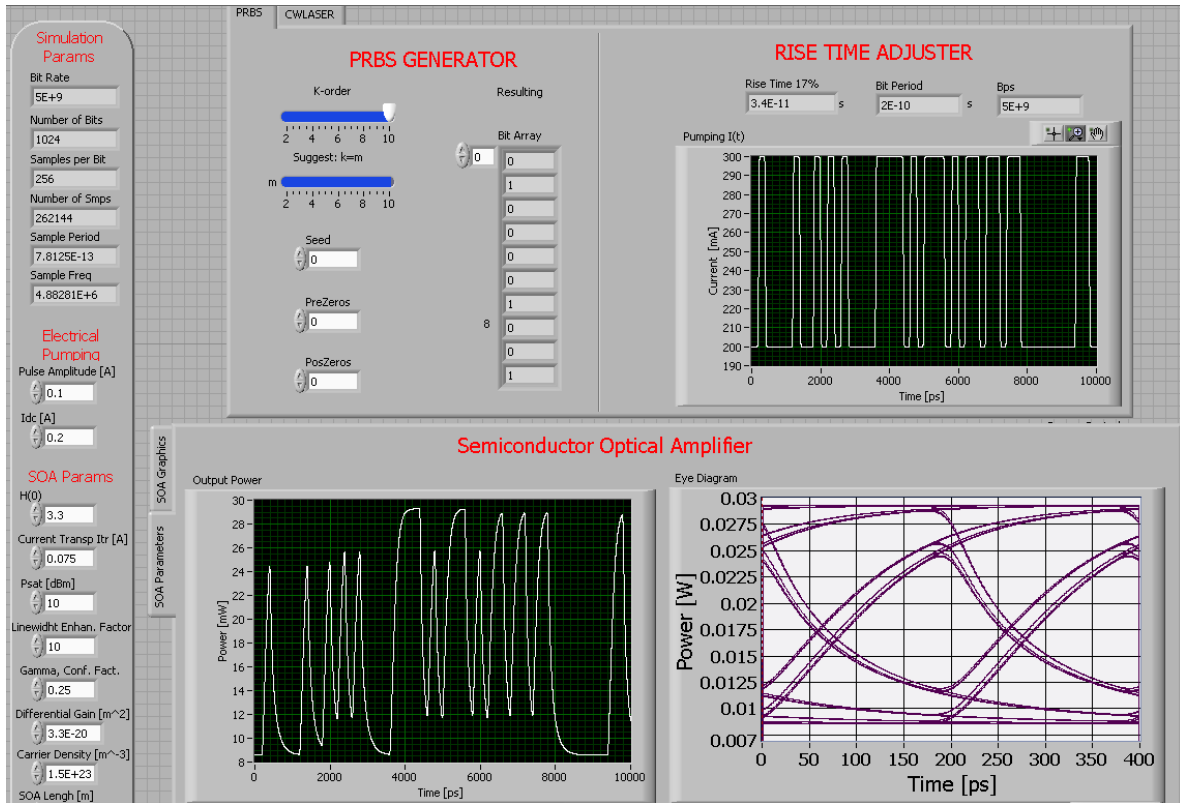 Simulation
Params
Bit Rate
5E+9
Number of Bits
1024
Samples per Bit
256
Number of Smps
262144
Sample Period
7.8125E-13
Sample Freq
4.88281E+6
Electrical
Pumping
Pulse Amplitude [A]
0.1
Idc [A]
0.2
SOA Params
H(0)
3.3
Current Transp Itr [A]
0.075
Psat [dBm]
10
Linewidht Enhan. Factor
10
Gamma, Conf. Fact.
0.25
Differential Gain [m^2]
3.3E-20
Carrier Density [m^-3]
1.5E+23
SOA Lengh [m]
PRBS CWLASER
PRBS GENERATOR
K-order
2 4 6 8 10
Suggest: k=m
m
2 4 6 8 10
Seed
0
PreZeros
0
PosZeros
0
Resulting
Bit Array
0
0
1
0
0
0
0
1
8
0
0
1
RISE TIME ADJUSTER
Rise Time 17% Bit Period Bps
3.4E-11 s 2E-10 s 5E+9
Pumping I(t)
300
290
280
270
260
250
240
230
220
210
200
190
Current [mA]
0 2000 4000 6000 8000 10000
Time [ps]
SOA Graphics
SOA Parameters
Semiconductor Optical Amplifier
Output Power
30
28
26
24
22
20
18
16
14
12
10
8
Power [mW]
0 2000 4000 6000 8000 10000
Time [ps]
Eye Diagram
0.03
0.0275
0.025
0.0225
0.02
0.0175
0.015
0.0125
0.01
0.007
Power [W]
0 50 100 150 200 250 300 350 400
Time [ps]